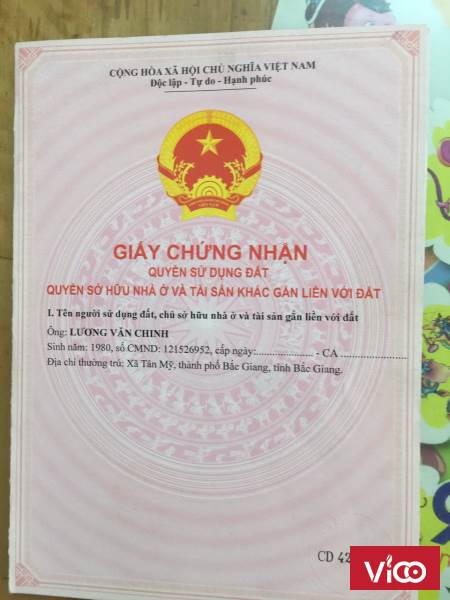 CỘNG HÒA XÃ HỘI CHỦ NGHĨA VIỆT NAM
Độc lập - Tự do - Hạnh phúc
VIỆT NAM
GIẤY CHỨNG NHẬN
QUYỀN SỬ DỤNG ĐẤT
QUYỀN SỞ HỮU NHÀ Ở VÀ TÀI SẢN KHÁC GẮN LIỀN VỚI ĐẤT
I. Tên người sử dụng đất, chủ sở hữu nhà ở và tài sản gắn liền với đất
Ông: LƯƠNG VĂN CHINH
Sinh năm: 1980, số CMND: 121526952, cấp ngày:...................... - CA ......................
Địa chỉ thường trú: Xã Tân Mỹ, thành phố Bắc Giang, tỉnh Bắc Giang.
CD 42
vico